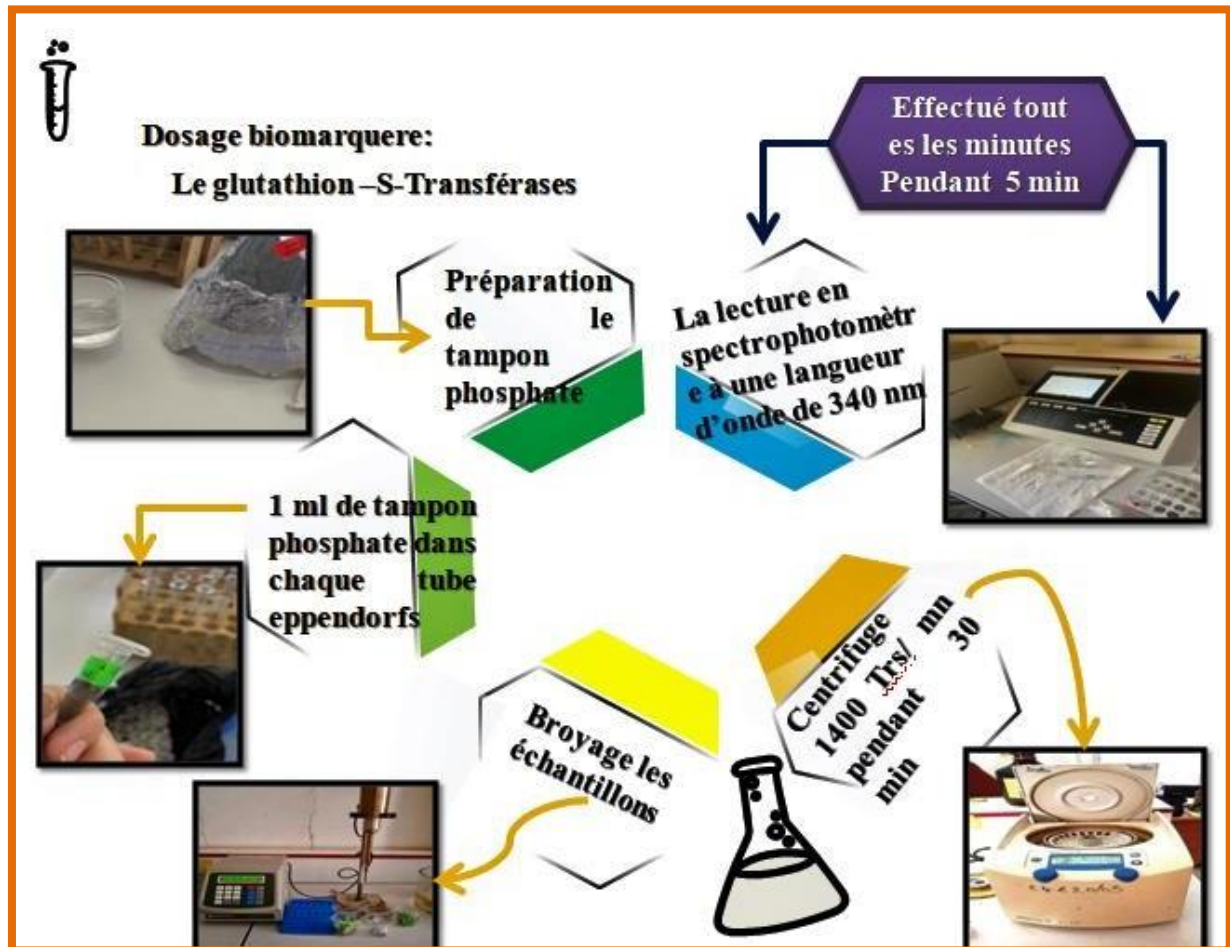 Dosage biomarquere:
Le glutathion –S-Transférases
Effectué tout
es les minutes
Pendant 5 min
Préparation
de le
tampon
phosphate
La lecture en
spectrophotomètr
e à une langueur
d’onde de 340 nm
1 ml de tampon
phosphate dans
chaque tube
eppendorfs
Broyage les
échantillons
Centrifuge
1400 Trs/ mn
pendant 30
min